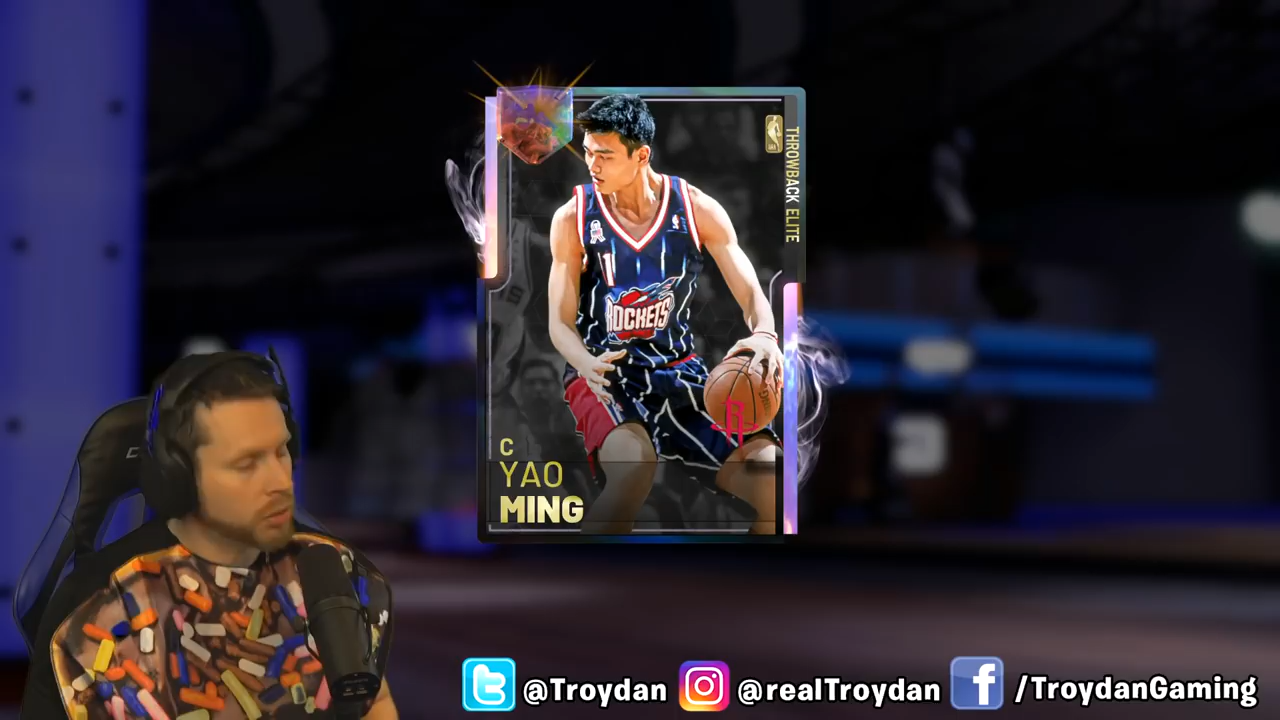 THROWBACK ELITE
11
ROCKETS
R
C
YAO
MING
@Troydan
@realTroydan
/TroydanGaming